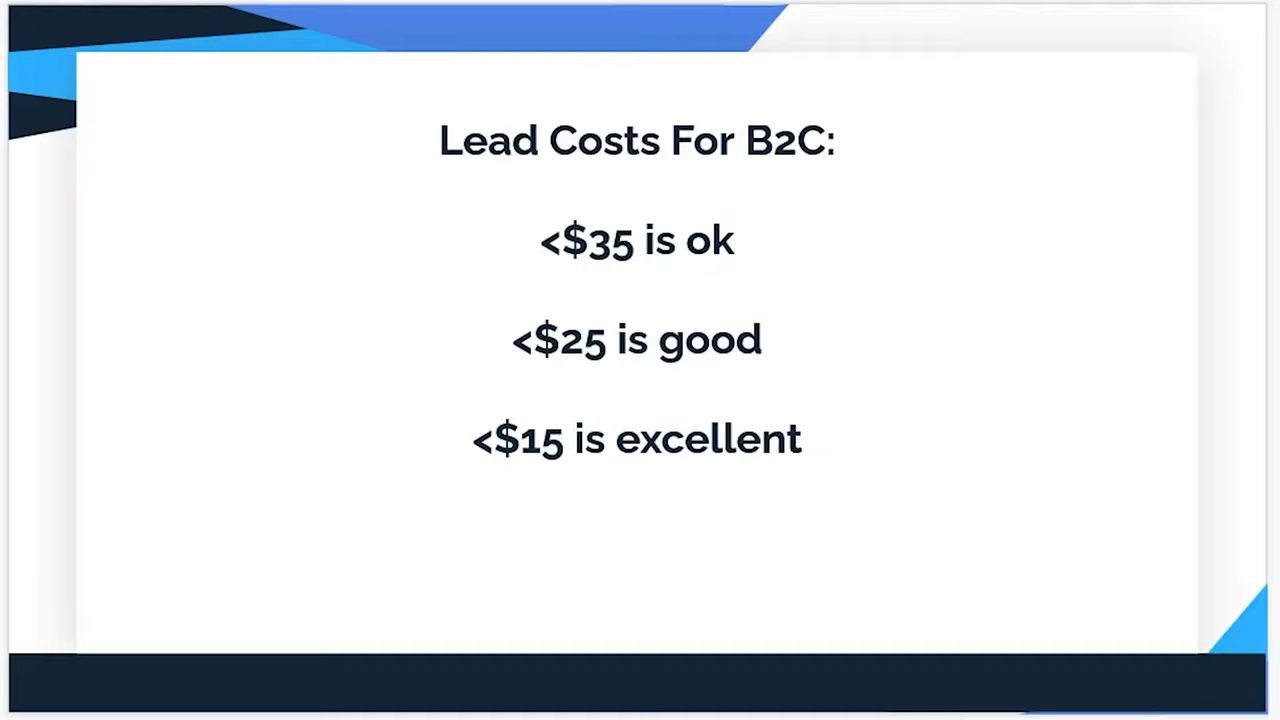 Lead Costs For B2C:
<$35 is ok
<$25 is good
<$15 is excellent